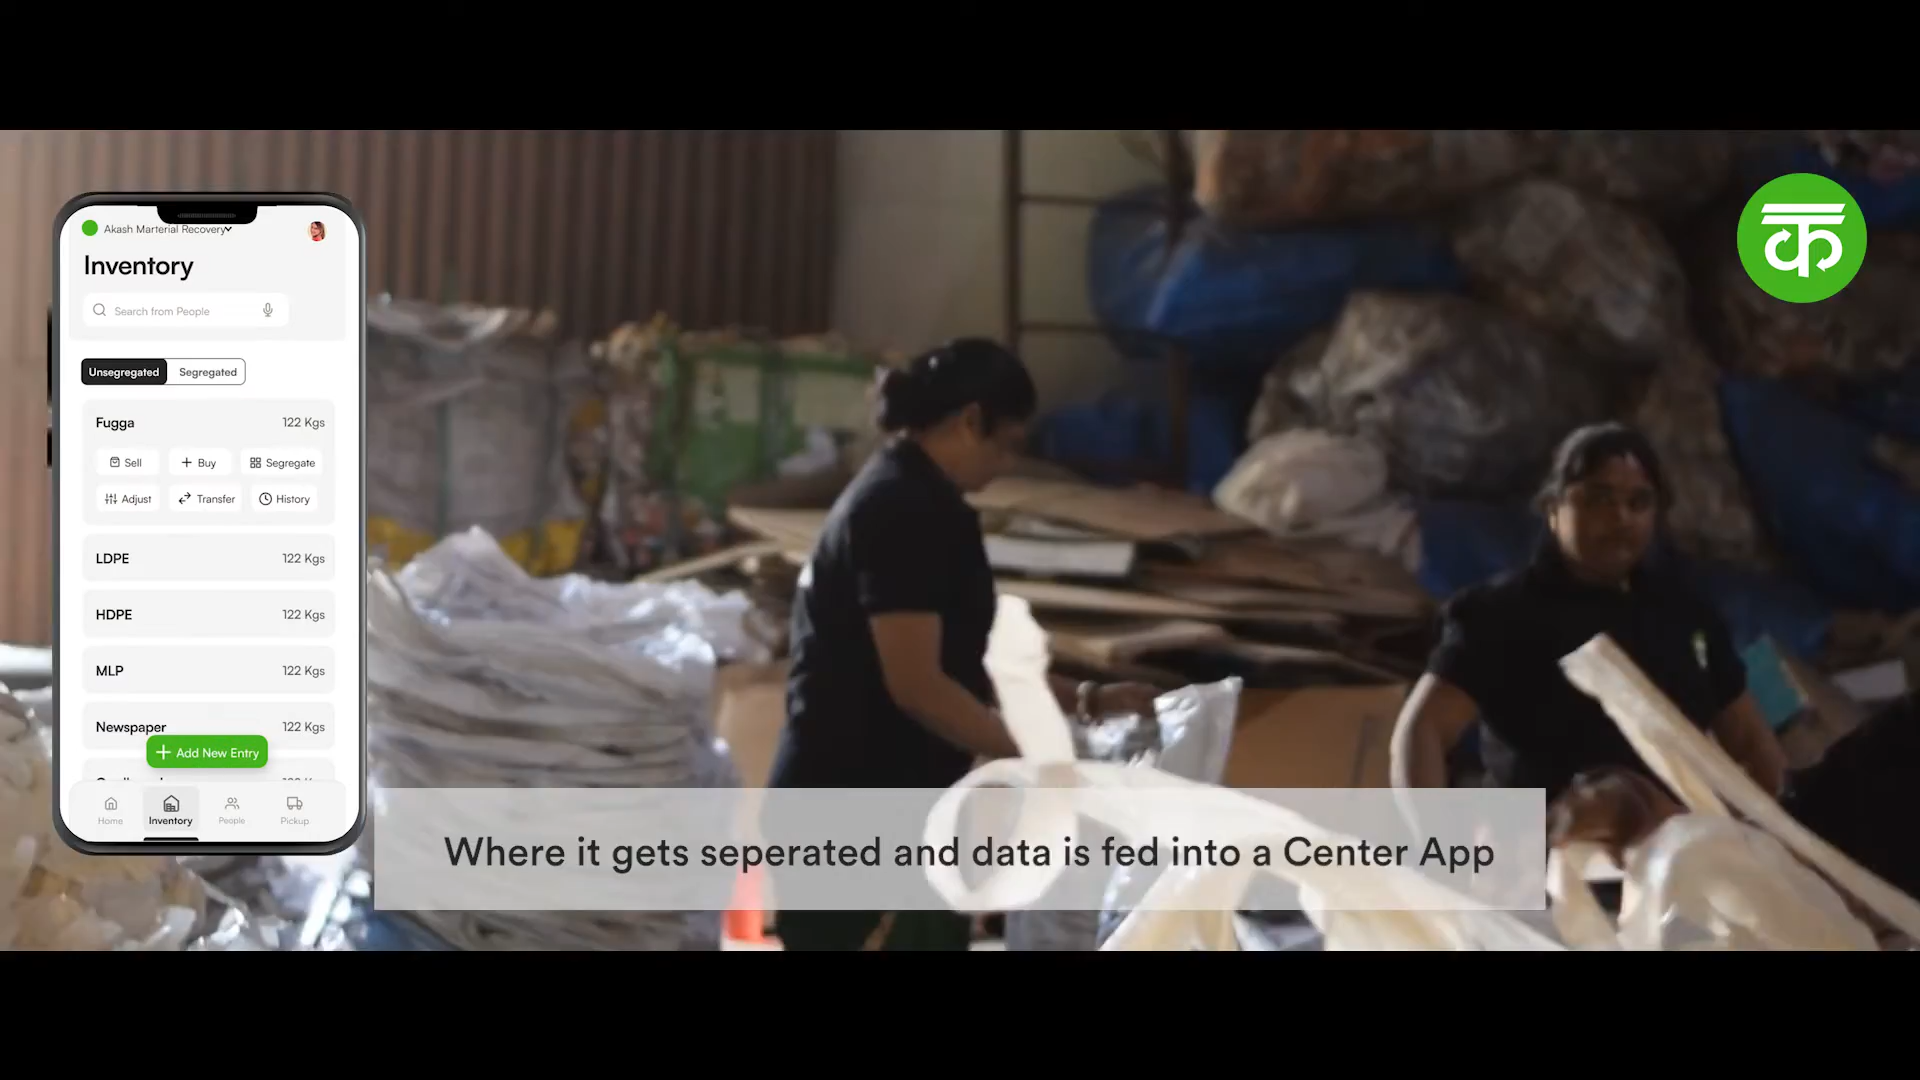 Akash Marterial Recovery
Inventory
Search from People
Unsegregated
Segregated
Fugga
122 Kgs
Sell
Buy
Segregate
Adjust
Transfer
History
LDPE
122 Kgs
HDPE
122 Kgs
MLP
122 Kgs
Newspaper
122 Kgs
+ Add New Entry
Home
Inventory
People
Pickup
क
Where it gets seperated and data is fed into a Center App